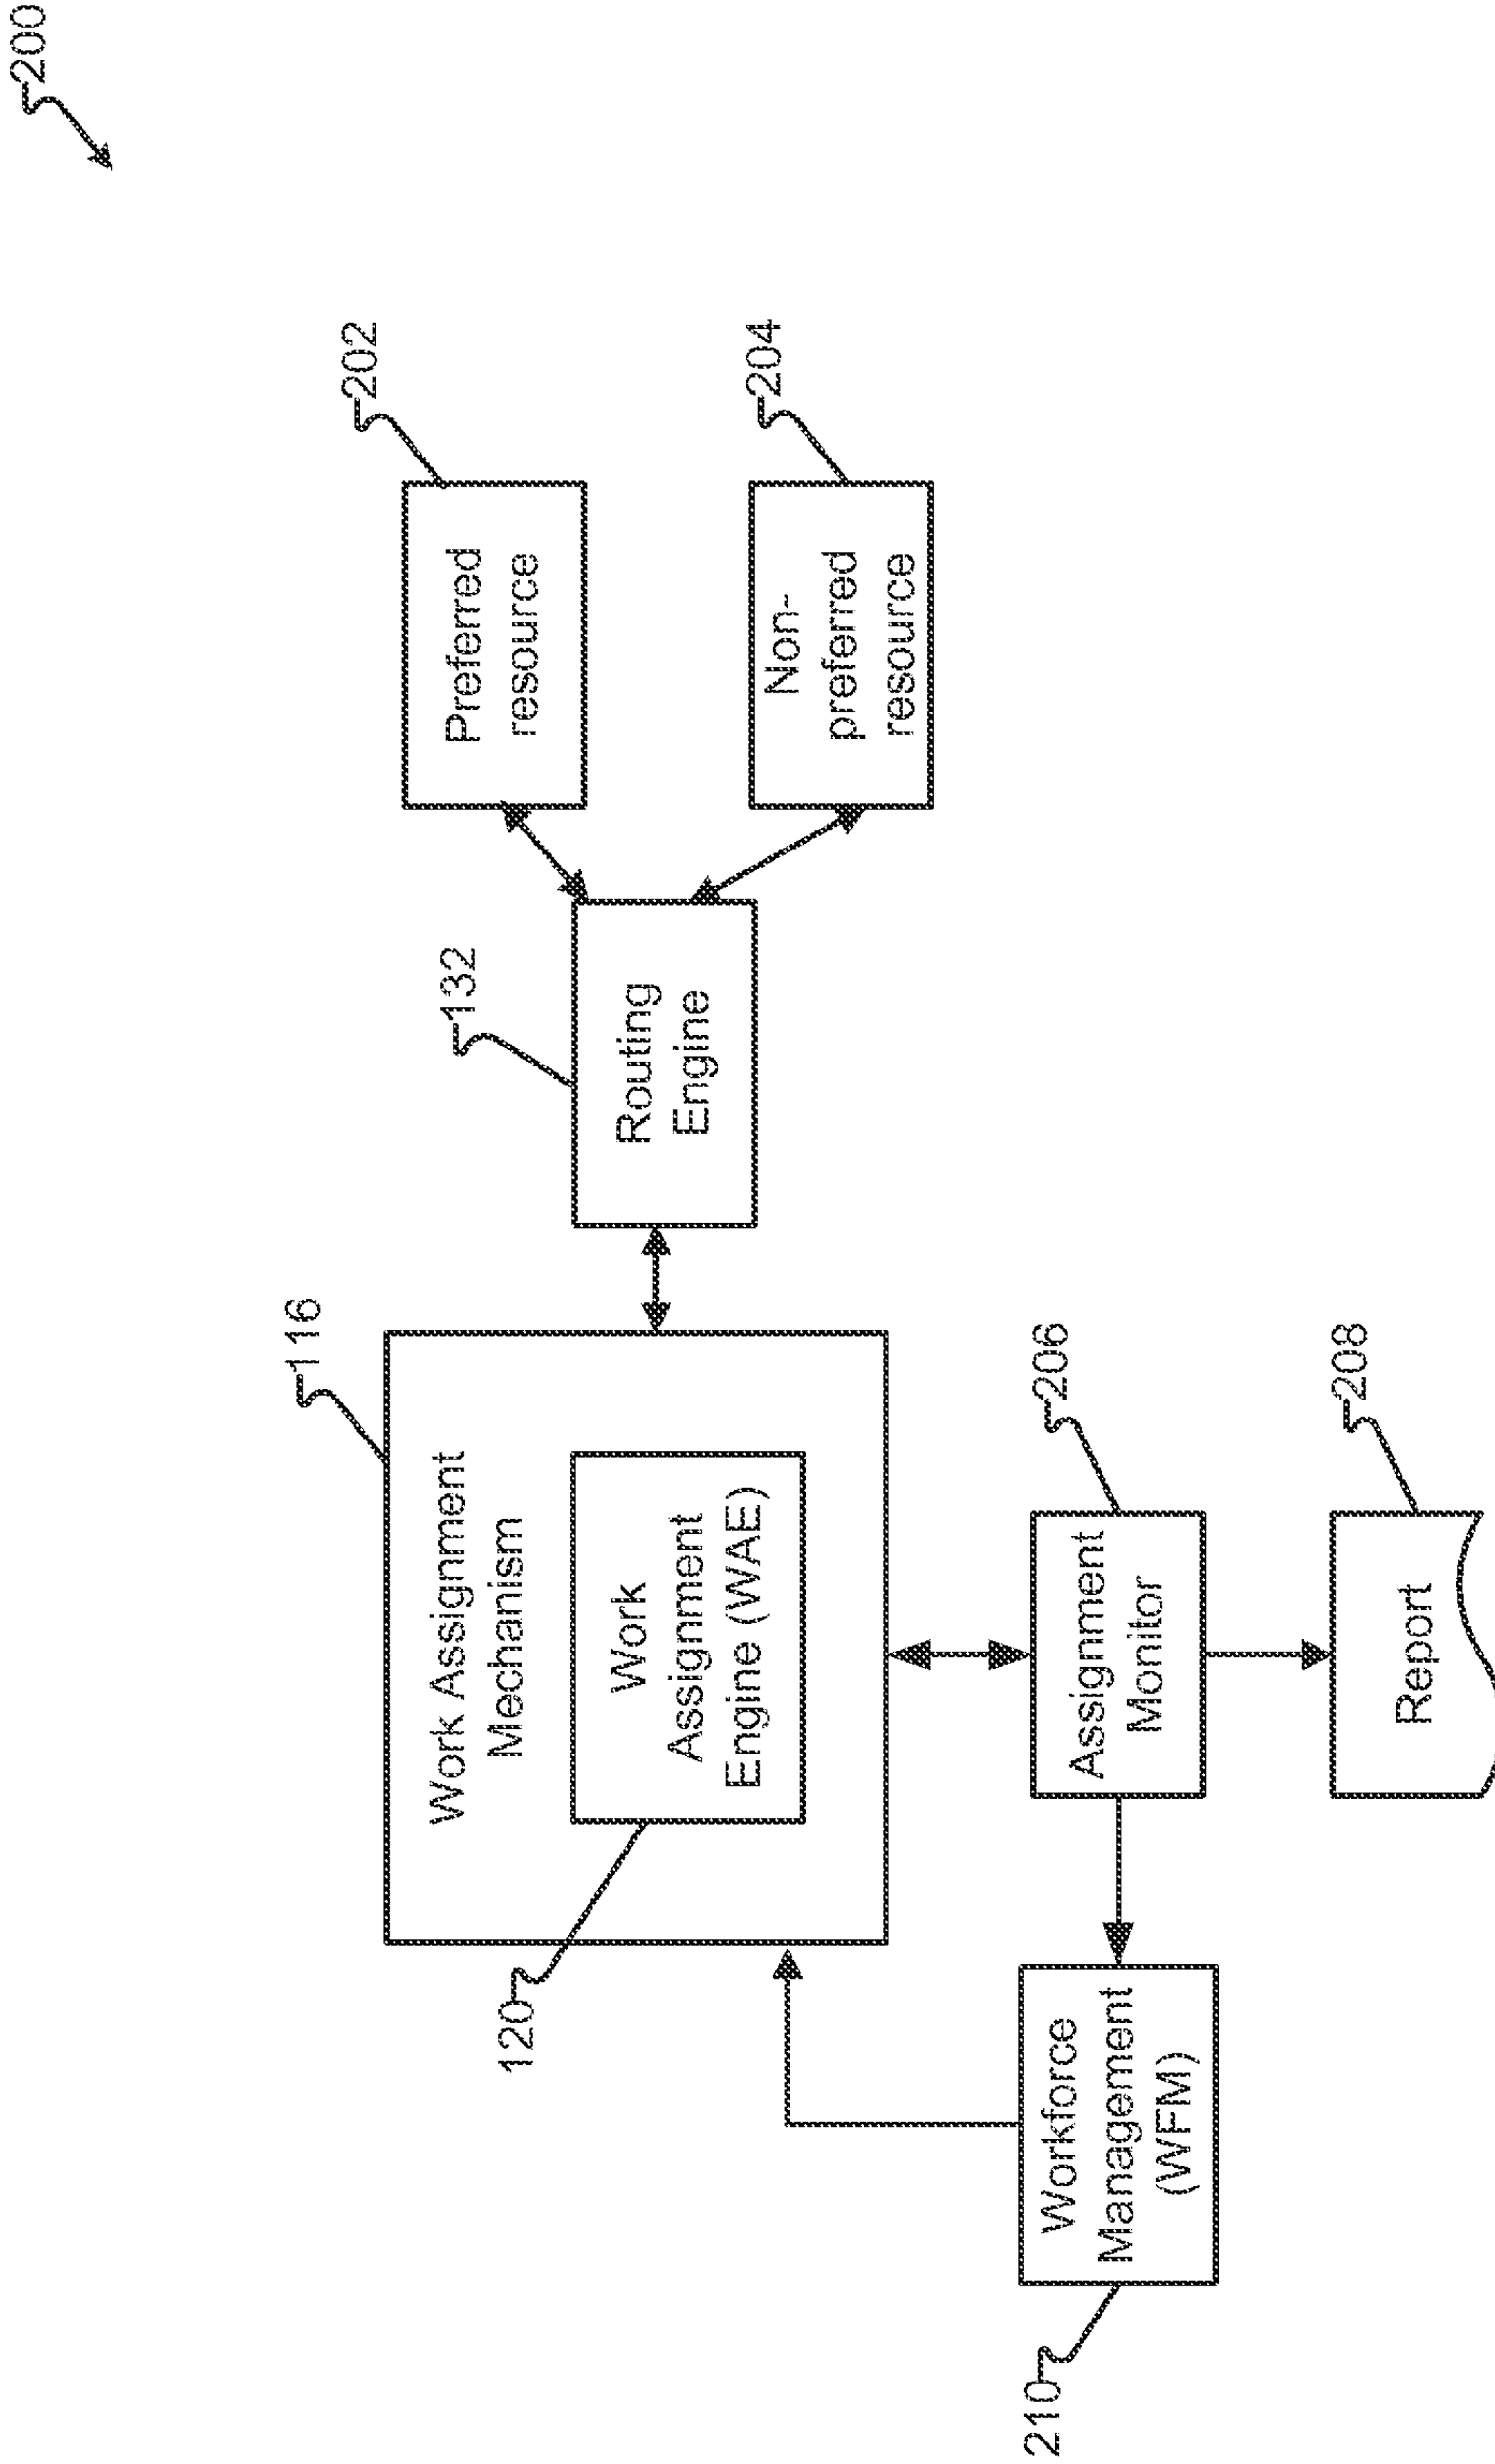 200
116
Work Assignment
Mechanism
Work
Assignment
Engine (WAE)
120
132
Routing
Engine
202
Preferred
resource
204
Non-
preferred
resource
206
Assignment
Monitor
208
Report
210
Workforce
Management
(WFM)